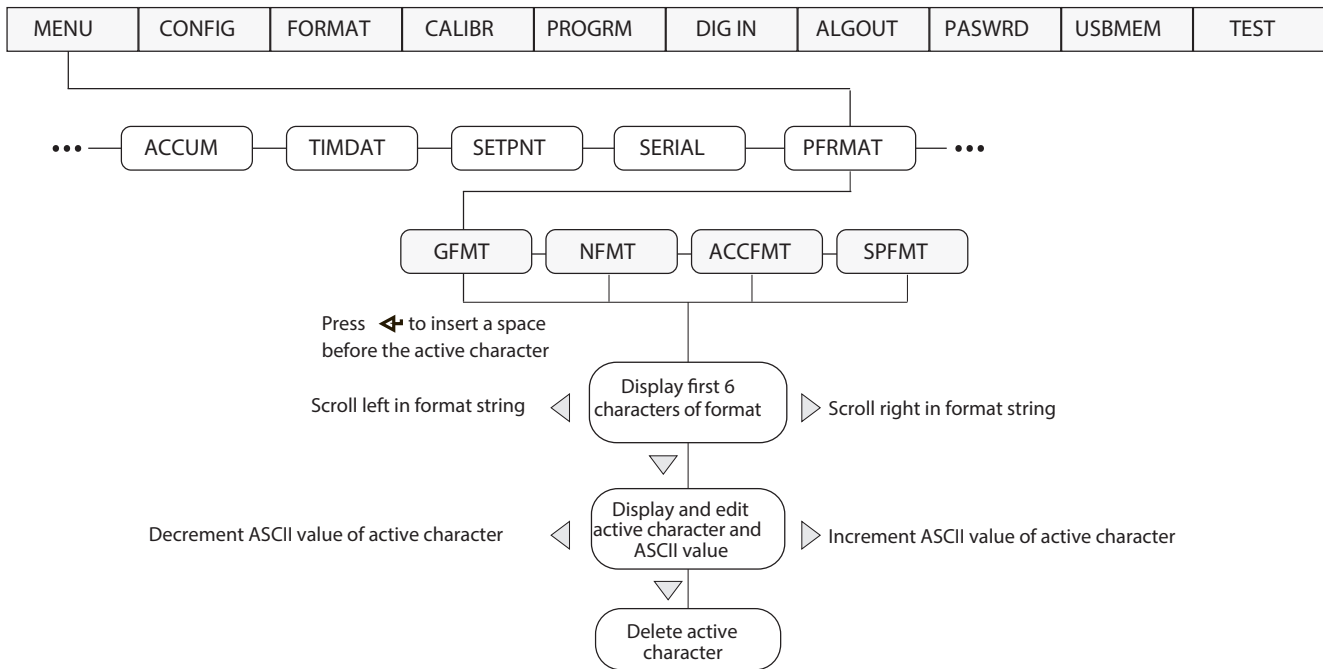 MENU CONFIG FORMAT CALIBR PROGRM DIG IN ALGOUT PASWRD USBMEM TEST
••• ACCUM TIMDAT SETPNT SERIAL PFRMAT •••
GFMT NFMT ACCFMT SPFMT
Press to insert a space
before the active character
Display first 6
characters of format
Scroll left in format string
Scroll right in format string
Display and edit
active character and
ASCII value
Decrement ASCII value of active character
Increment ASCII value of active character
Delete active
character